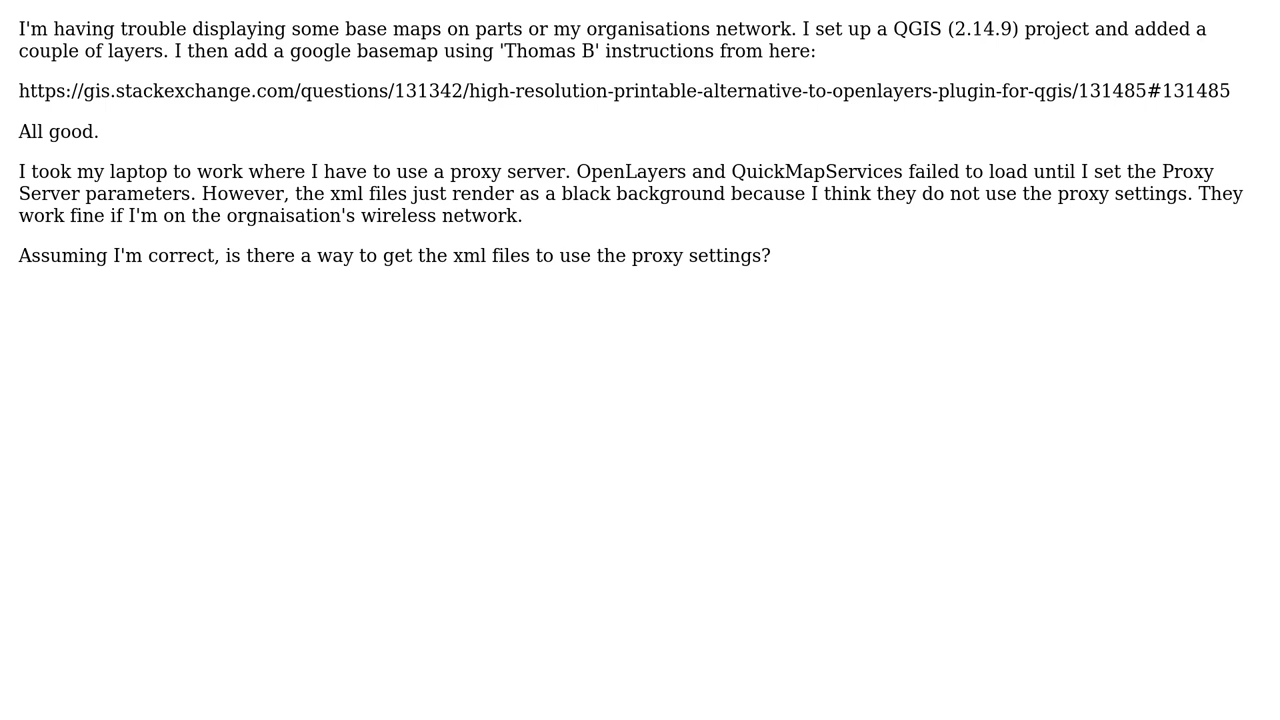 I'm having trouble displaying some base maps on parts or my organisations network. I set up a QGIS (2.14.9) project and added a
couple of layers. I then add a google basemap using 'Thomas B' instructions from here:
https://gis.stackexchange.com/questions/131342/high-resolution-printable-alternative-to-openlayers-plugin-for-qgis/131485#131485
All good.
I took my laptop to work where I have to use a proxy server. OpenLayers and QuickMapServices failed to load until I set the Proxy
Server parameters. However, the xml files just render as a black background because I think they do not use the proxy settings. They
work fine if I'm on the orgnaisation's wireless network.
Assuming I'm correct, is there a way to get the xml files to use the proxy settings?